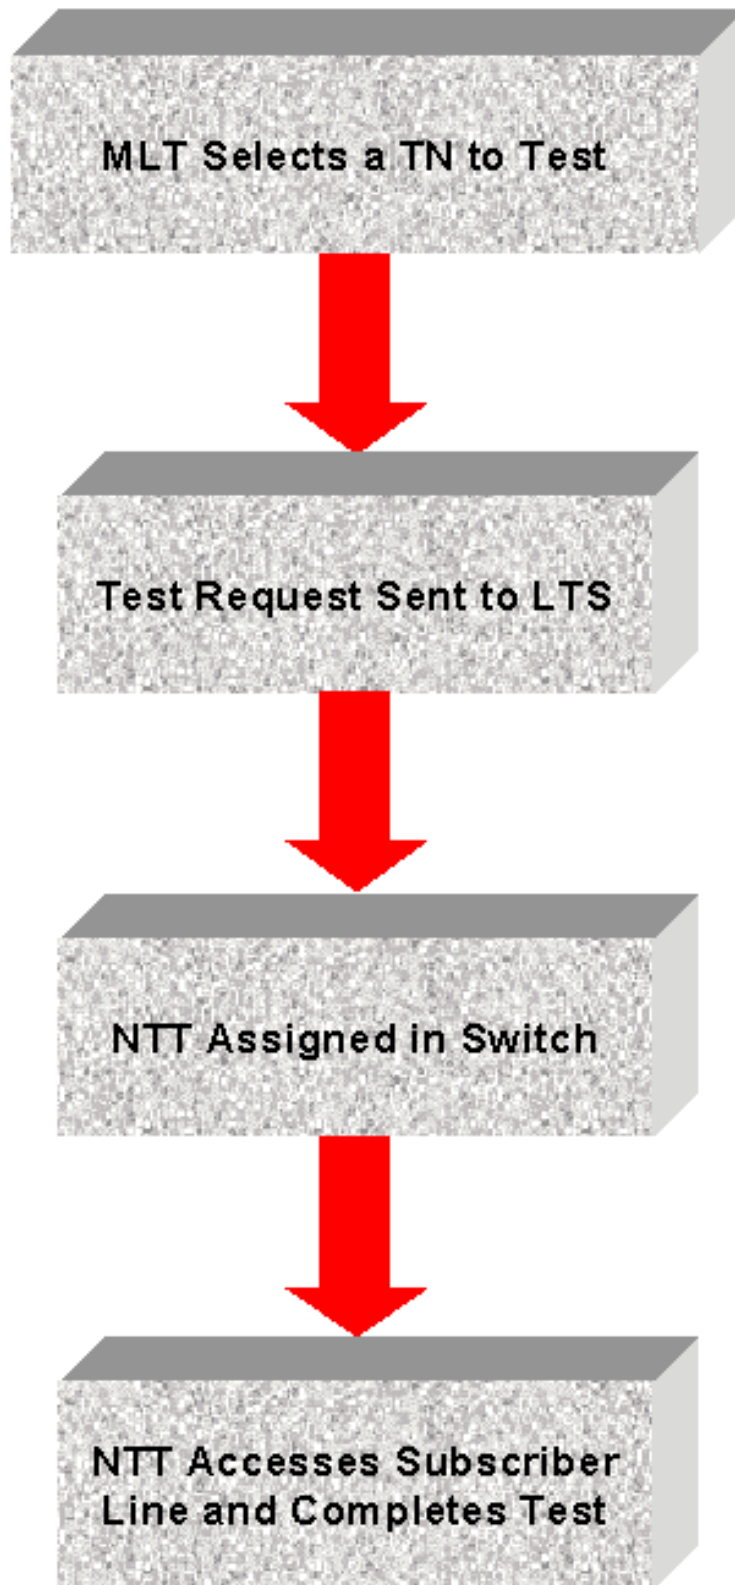 MLT Selects a TN to Test
Test Request Sent to LTS
NTT Assigned in Switch
NTT Accesses Subscriber
Line and Completes Test